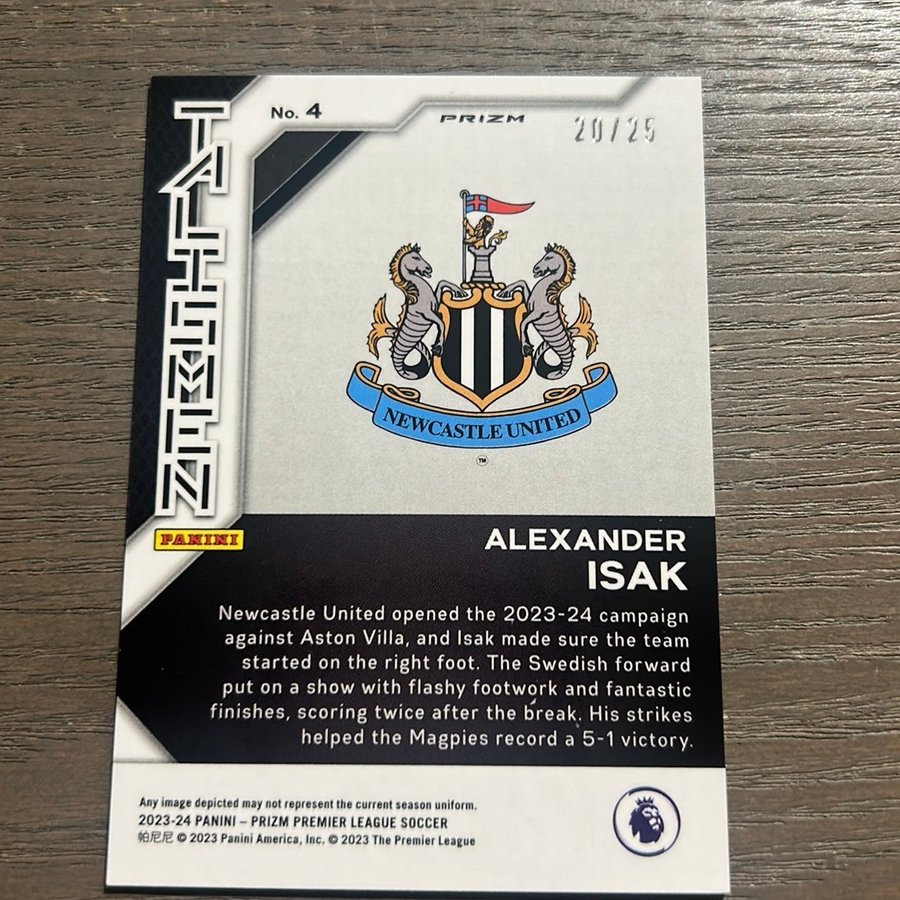 TALISMEN
No. 4
PRIZM
20/25
NEWCASTLE UNITED
TM
PANINI
ALEXANDER
ISAK
Newcastle United opened the 2023-24 campaign
against Aston Villa, and Isak made sure the team
started on the right foot. The Swedish forward
put on a show with flashy footwork and fantastic
finishes, scoring twice after the break. His strikes
helped the Magpies record a 5-1 victory.
Any image depicted may not represent the current season uniform.
2023-24 PANINI – PRIZM PREMIER LEAGUE SOCCER
帕尼尼 © 2023 Panini America, Inc. © 2023 The Premier League